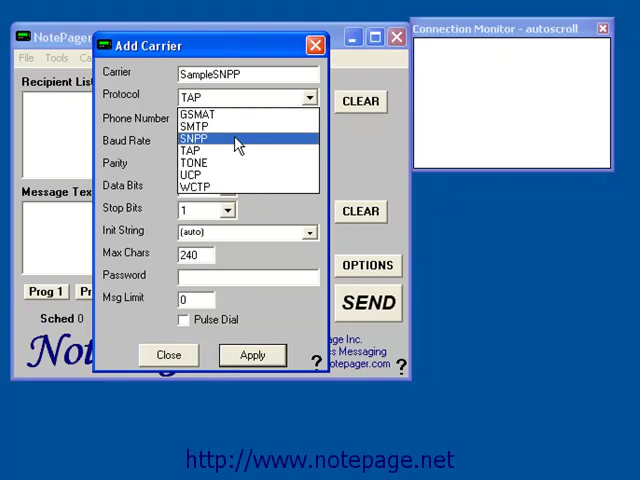 NotePager
File Tools Ca
Recipient List
Message Text
Prog 1 Pr
Sched 0
CLEAR
CLEAR
OPTIONS
SEND
age Inc.
s Messaging
otepager.com ?
Add Carrier
Carrier SampleSNPP
Protocol TAP
GSMAT
SMTP
SNPP
TAP
TONE
UCP
WCTP
Phone Number
Baud Rate
Parity
Data Bits
Stop Bits 1
Init String (auto)
Max Chars 240
Password
Msg Limit 0
Pulse Dial
Close Apply ?
Connection Monitor - autoscroll
http://www.notepage.net